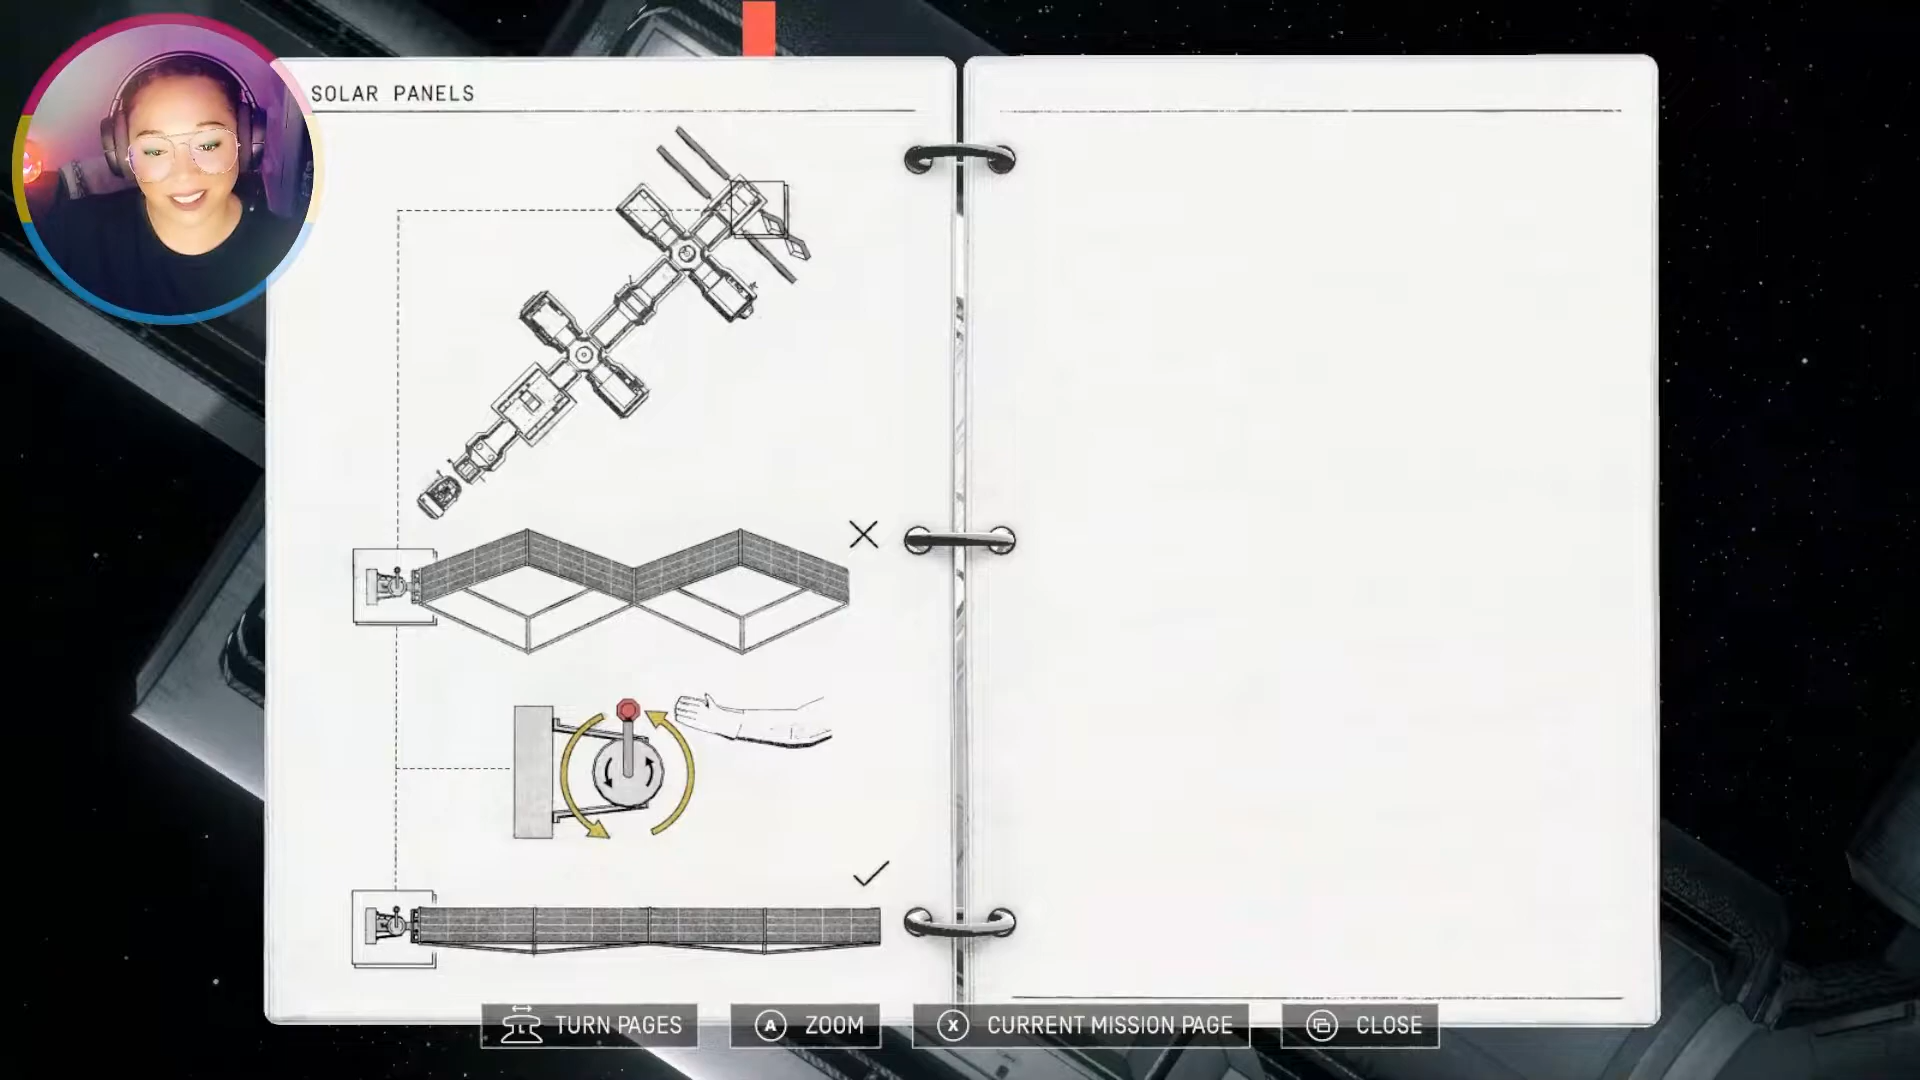 SOLAR PANELS
L TURN PAGES
A ZOOM
X CURRENT MISSION PAGE
CLOSE